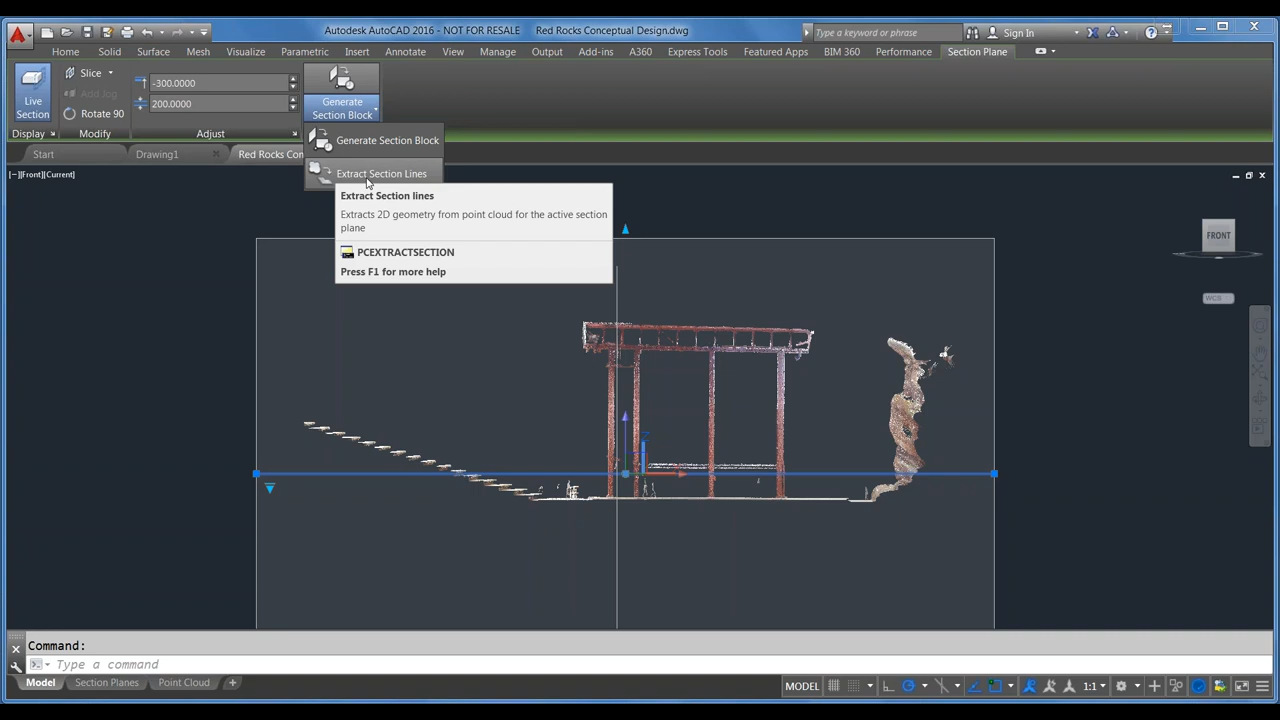 Autodesk AutoCAD 2016 - NOT FOR RESALE Red Rocks Conceptual Design.dwg
Type a keyword or phrase
Sign In
Home Solid Surface Mesh Visualize Parametric Insert Annotate View Manage Output Add-ins A360 Express Tools Featured Apps BIM 360 Performance Section Plane
Live
Section
Slice
Add Jog
Rotate 90
-300.0000
200.0000
Generate
Section Block
Display
Modify
Adjust
Generate Section Block
Start
Drawing1
Red Rocks Con
Extract Section Lines
[−][Front][Current]
Extract Section lines
Extracts 2D geometry from point cloud for the active section
plane
PCEXTRACTSECTION
Press F1 for more help
FRONT
WCS
Z
Command:
Type a command
Model
Section Planes
Point Cloud
MODEL
1:1